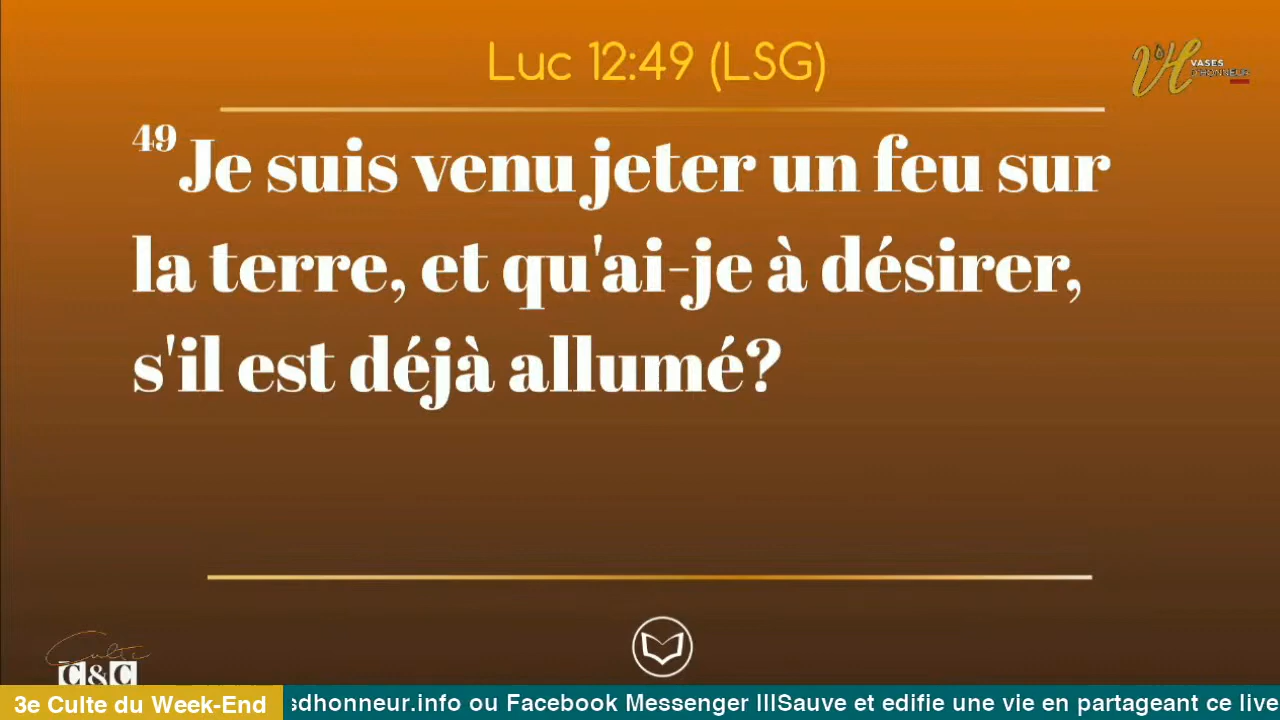 Luc 12:49 (LSG)
VASES
D'HONNEUR
49 Je suis venu jeter un feu sur
la terre, et qu'ai-je à désirer,
s'il est déjà allumé?
Culte
C&C
3e Culte du Week-End
sdhonneur.info ou Facebook Messenger IIISauve et edifie une vie en partageant ce live